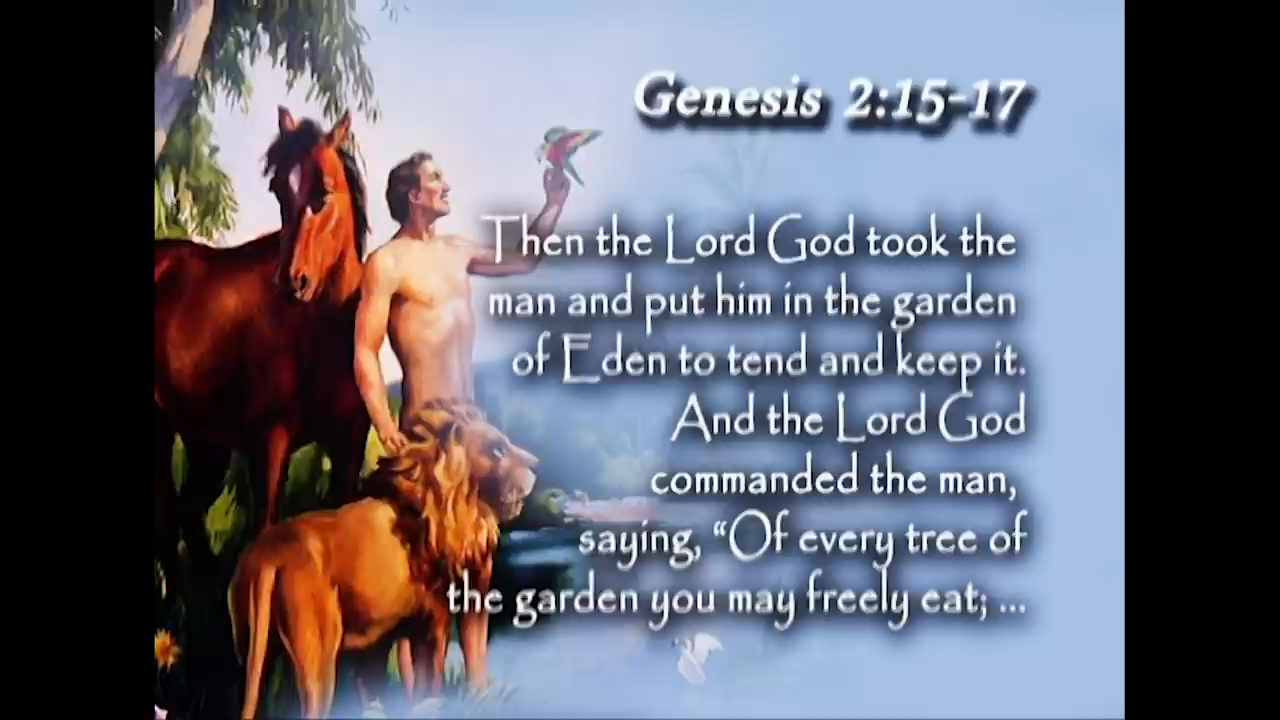 Genesis 2:15-17
Then the Lord God took the
man and put him in the garden
of Eden to tend and keep it.
And the Lord God
commanded the man,
saying, “Of every tree of
the garden you may freely eat; ...